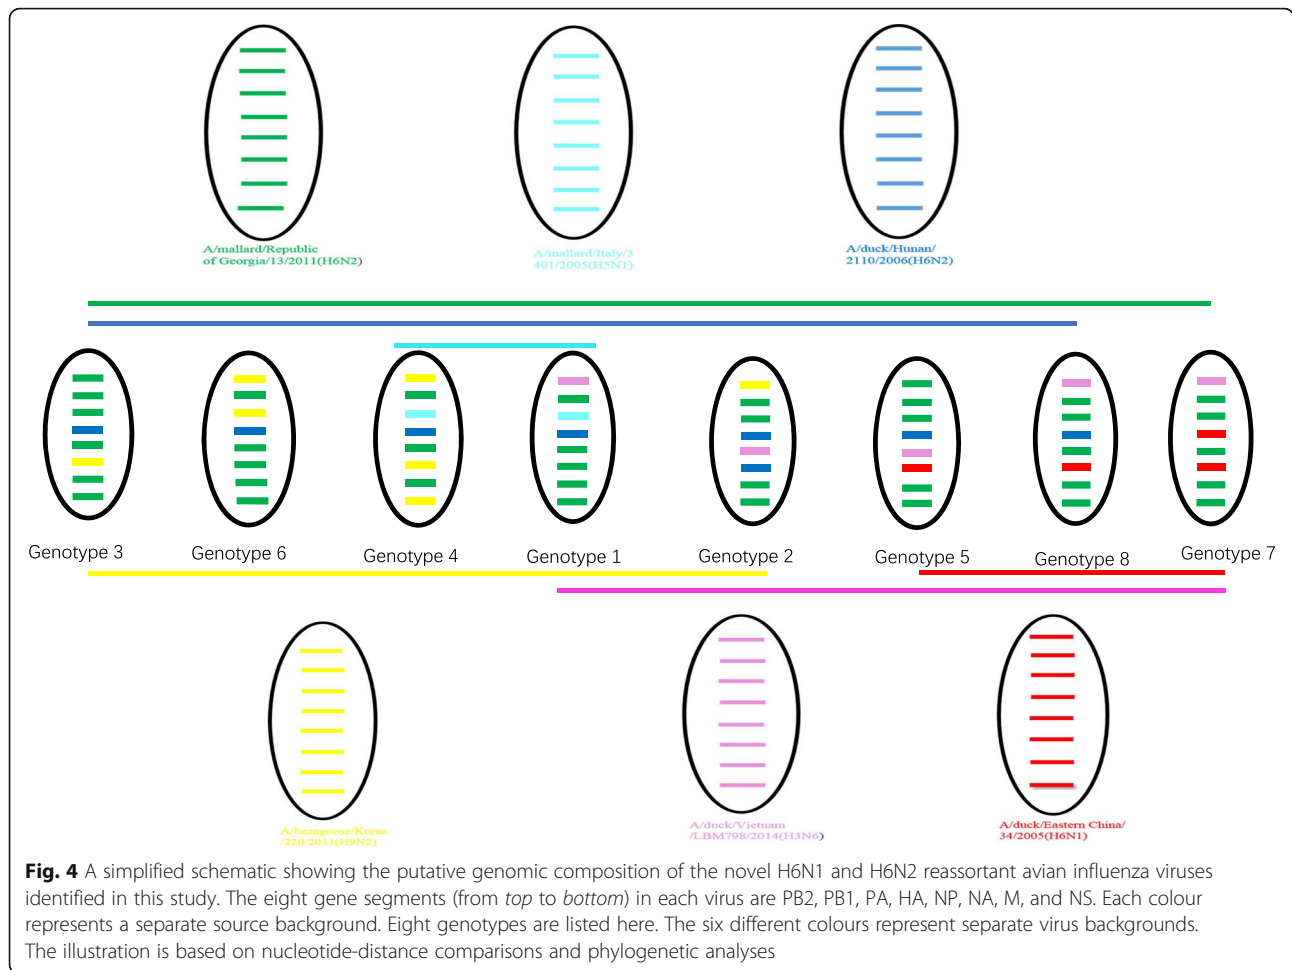 A/mallard/Republic
of Georgia/13/2011(H6N2)
A/mallard/Italy/3
401/2005(H5N1)
A/duck/Hunan/
2110/2006(H6N2)
Genotype 3
Genotype 6
Genotype 4
Genotype 1
Genotype 2
Genotype 5
Genotype 8
Genotype 7
A/beangoose/Korea
/220/2011(H9N2)
A/duck/Vietnam
/LBM798/2014(H3N6)
A/duck/Eastern China/
34/2005(H6N1)
Fig. 4 A simplified schematic showing the putative genomic composition of the novel H6N1 and H6N2 reassortant avian influenza viruses
identified in this study. The eight gene segments (from top to bottom) in each virus are PB2, PB1, PA, HA, NP, NA, M, and NS. Each colour
represents a separate source background. Eight genotypes are listed here. The six different colours represent separate virus backgrounds.
The illustration is based on nucleotide-distance comparisons and phylogenetic analyses